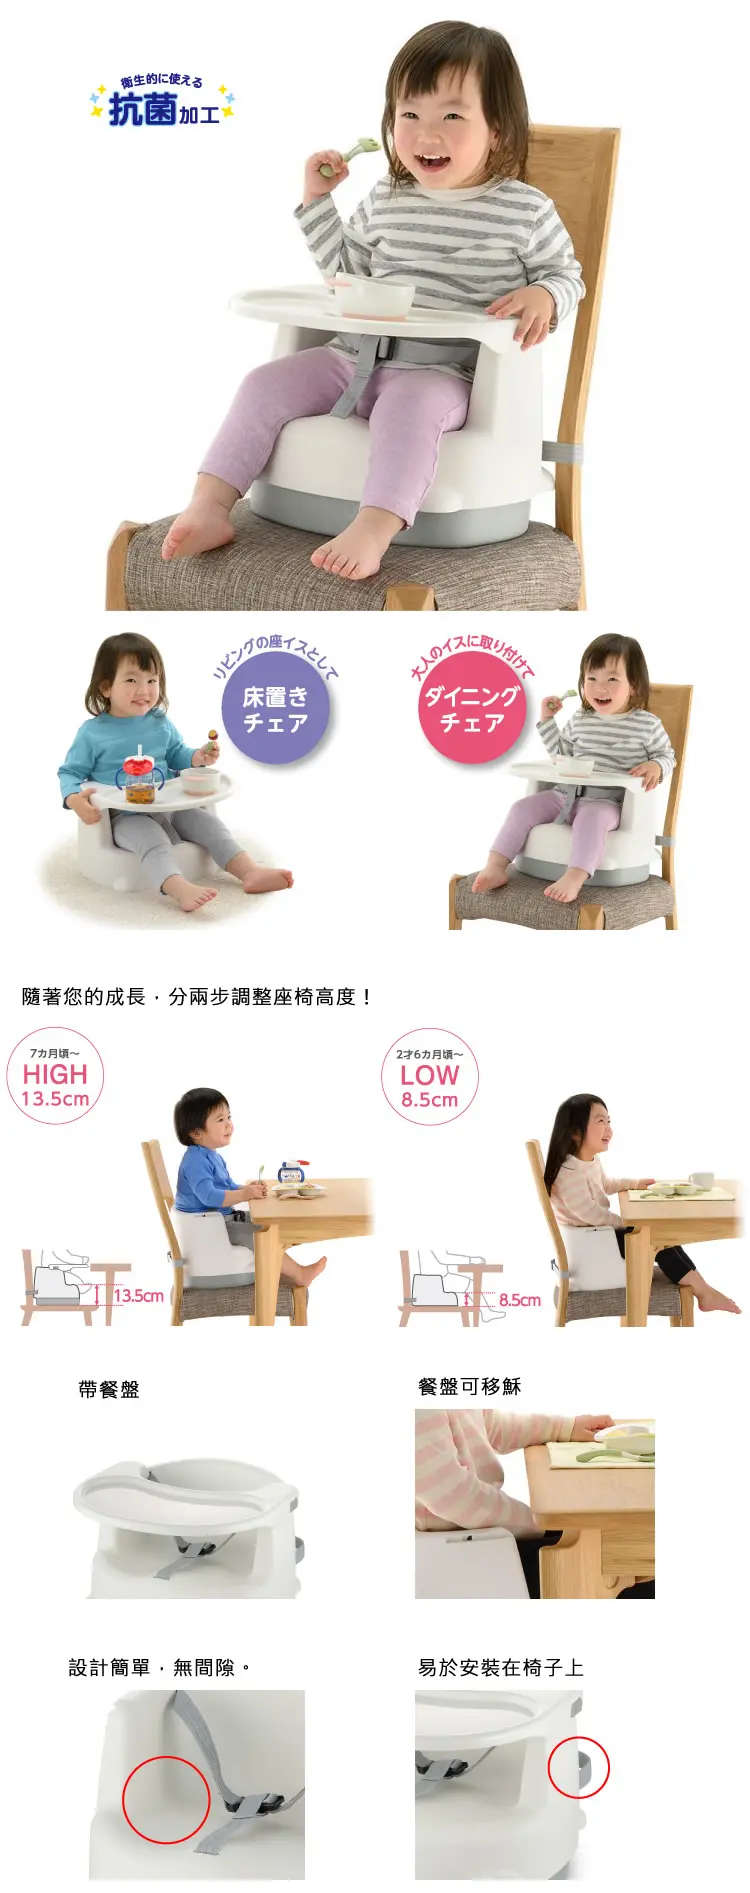 衛生的に使える
抗菌加工
リビングの座イスとして
床置き
チェア
大人のイスに取り付けて
ダイニング
チェア
隨著您的成長，分兩步調整座椅高度！
7カ月頃～
HIGH
13.5cm
2才6カ月頃～
LOW
8.5cm
13.5cm
8.5cm
帶餐盤
餐盤可移穌
設計簡單，無間隙。
易於安裝在椅子上